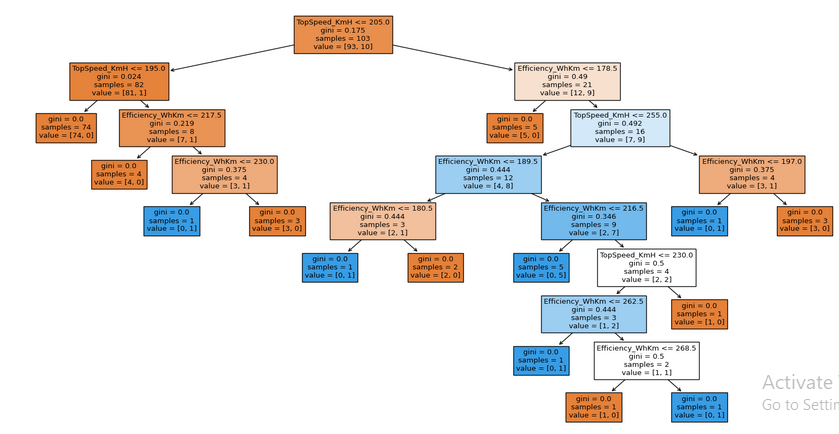 TopSpeed_KmH <= 205.0
gini = 0.175
samples = 103
value = [93, 10]
TopSpeed_KmH <= 195.0
gini = 0.024
samples = 82
value = [81, 1]
Efficiency_WhKm <= 178.5
gini = 0.49
samples = 21
value = [12, 9]
gini = 0.0
samples = 74
value = [74, 0]
Efficiency_WhKm <= 217.5
gini = 0.219
samples = 8
value = [7, 1]
gini = 0.0
samples = 5
value = [5, 0]
TopSpeed_KmH <= 255.0
gini = 0.492
samples = 16
value = [7, 9]
gini = 0.0
samples = 4
value = [4, 0]
Efficiency_WhKm <= 230.0
gini = 0.375
samples = 4
value = [3, 1]
Efficiency_WhKm <= 189.5
gini = 0.444
samples = 12
value = [4, 8]
Efficiency_WhKm <= 197.0
gini = 0.375
samples = 4
value = [3, 1]
gini = 0.0
samples = 1
value = [0, 1]
gini = 0.0
samples = 3
value = [3, 0]
Efficiency_WhKm <= 180.5
gini = 0.444
samples = 3
value = [2, 1]
Efficiency_WhKm <= 216.5
gini = 0.346
samples = 9
value = [2, 7]
gini = 0.0
samples = 1
value = [0, 1]
gini = 0.0
samples = 3
value = [3, 0]
gini = 0.0
samples = 1
value = [0, 1]
gini = 0.0
samples = 2
value = [2, 0]
gini = 0.0
samples = 5
value = [0, 5]
TopSpeed_KmH <= 230.0
gini = 0.5
samples = 4
value = [2, 2]
Efficiency_WhKm <= 262.5
gini = 0.444
samples = 3
value = [1, 2]
gini = 0.0
samples = 1
value = [1, 0]
gini = 0.0
samples = 1
value = [0, 1]
Efficiency_WhKm <= 268.5
gini = 0.5
samples = 2
value = [1, 1]
gini = 0.0
samples = 1
value = [1, 0]
gini = 0.0
samples = 1
value = [0, 1]
Activate
Go to Settin